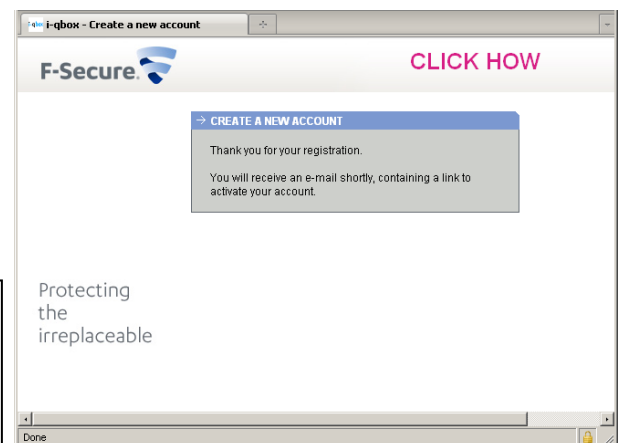 i-qbox - Create a new account
F-Secure.
CLICK HOW
→ CREATE A NEW ACCOUNT
Thank you for your registration.
You will receive an e-mail shortly, containing a link to
activate your account.
Protecting
the
irreplaceable
Done